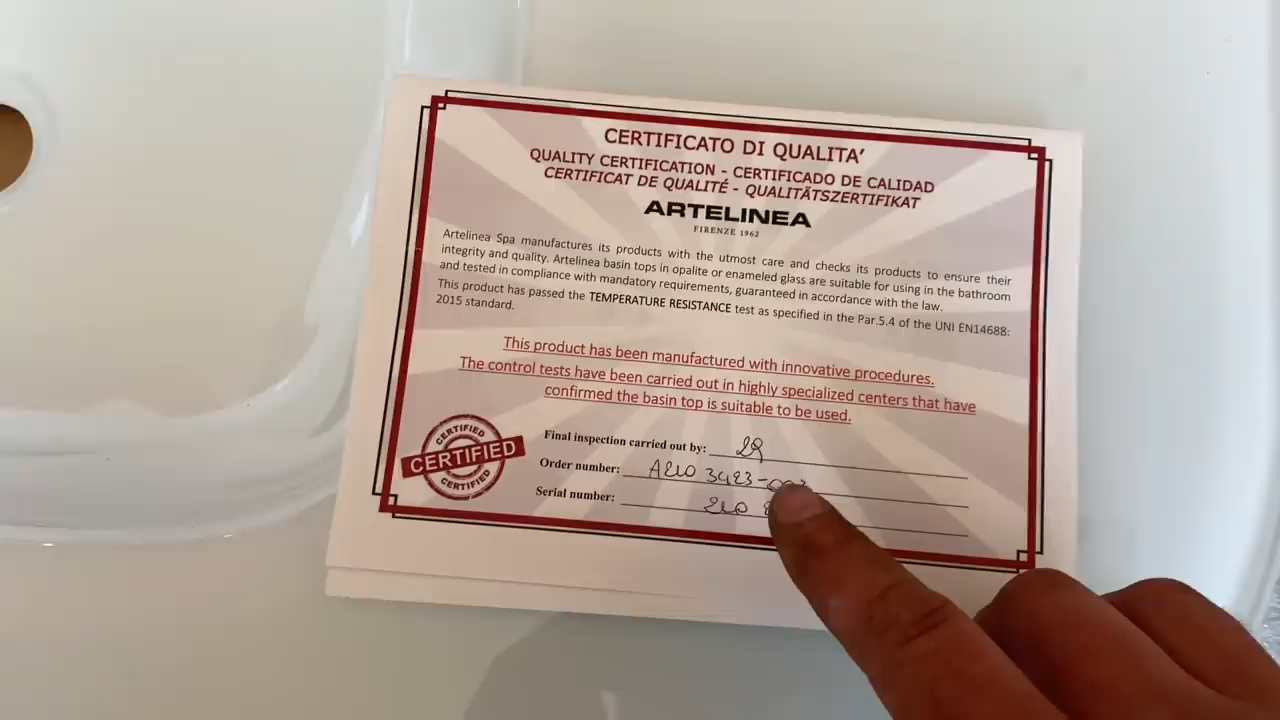 CERTIFICATO DI QUALITA'
QUALITY CERTIFICATION - CERTIFICADO DE CALIDAD
CERTIFICAT DE QUALITÉ - QUALITÄTSZERTIFIKAT
ARTELINEA
FIRENZE 1962
Artelinea Spa manufactures its products with the utmost care and checks its products to ensure their
integrity and quality. Artelinea basin tops in opalite or enameled glass are suitable for using in the bathroom
and tested in compliance with mandatory requirements, guaranteed in accordance with the law.
This product has passed the TEMPERATURE RESISTANCE test as specified in the Par.5.4 of the UNI EN14688:
2015 standard.
This product has been manufactured with innovative procedures.
The control tests have been carried out in highly specialized centers that have
confirmed the basin top is suitable to be used.
CERTIFIED
CERTIFIED
CERTIFIED
Final inspection carried out by:
Order number:
Serial number: